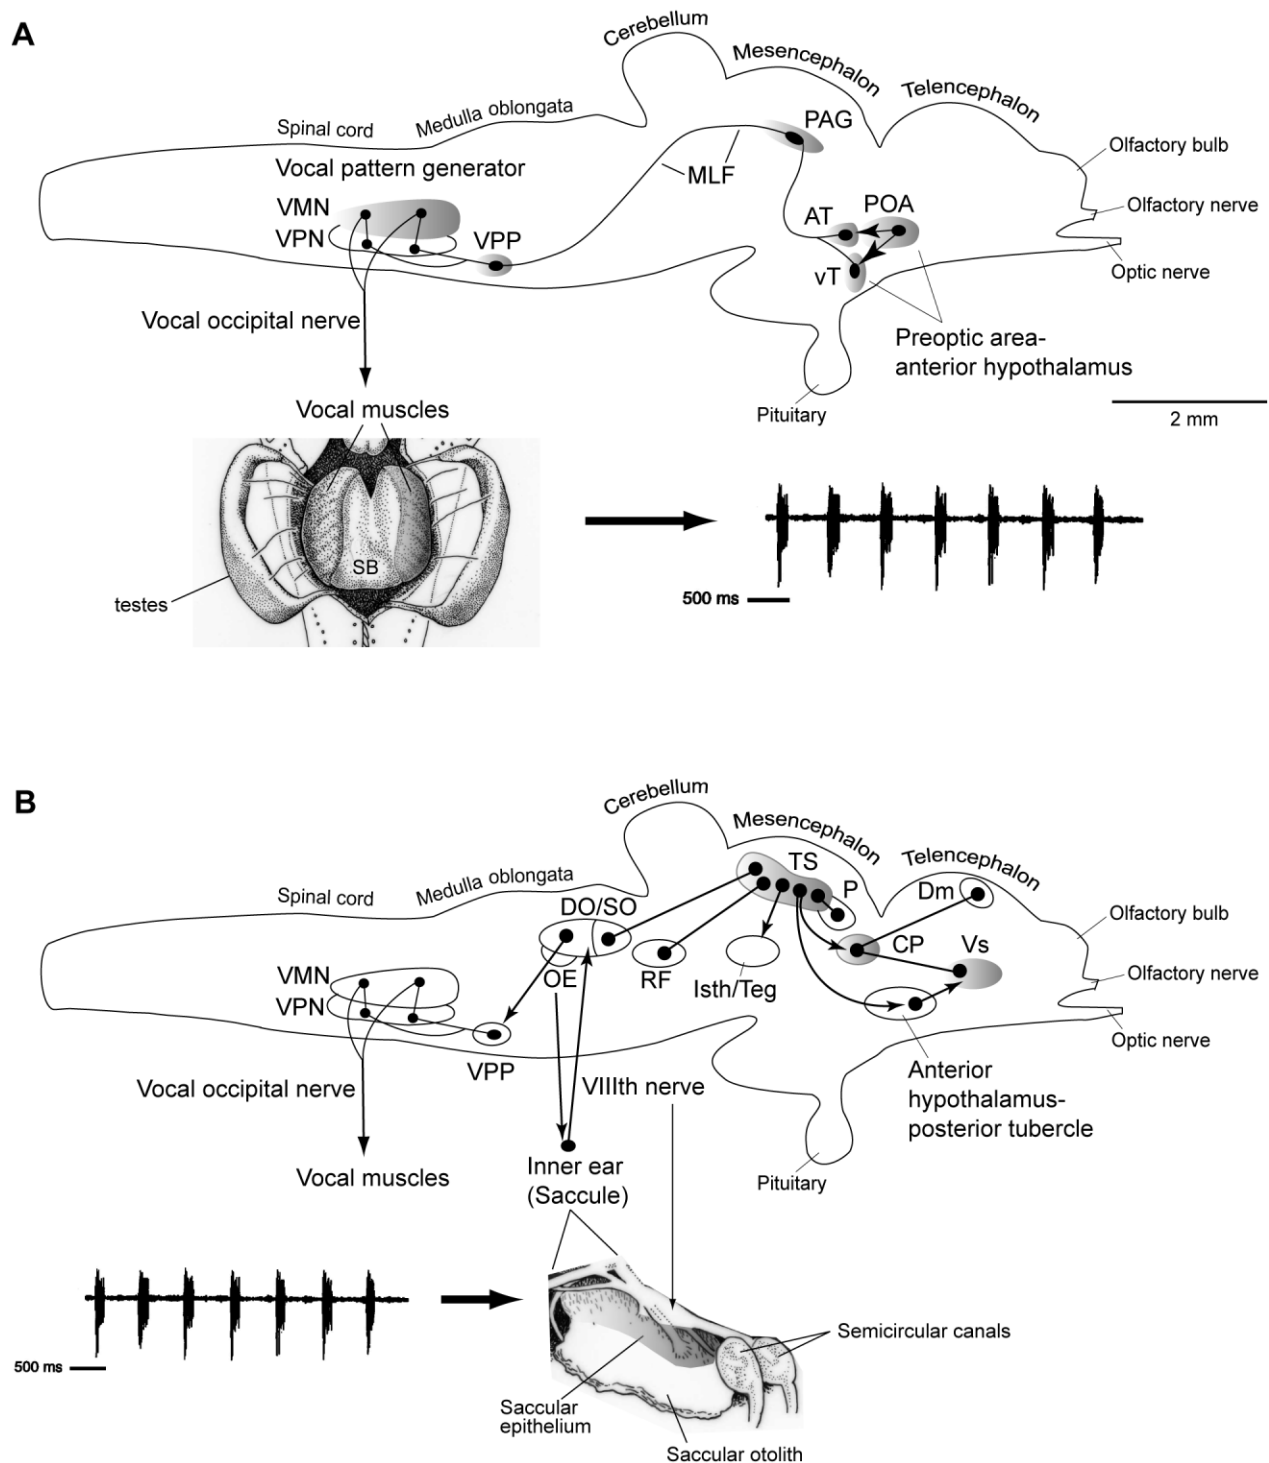 A
Cerebellum
Mesencephalon
Telencephalon
Medulla oblongata
Spinal cord
PAG
Olfactory bulb
Vocal pattern generator
MLF
VMN
AT
POA
Olfactory nerve
VPN
VPP
vT
Optic nerve
Vocal occipital nerve
Preoptic area-
anterior hypothalamus
Pituitary
2 mm
Vocal muscles
SB
testes
500 ms
B
Cerebellum
Mesencephalon
Telencephalon
Medulla oblongata
Spinal cord
TS
P
Dm
DO/SO
Olfactory bulb
CP
Vs
VMN
OE
RF
Isth/Teg
Olfactory nerve
VPN
Optic nerve
VPP
Vocal occipital nerve
VIIIth nerve
Anterior
hypothalamus-
posterior tubercle
Vocal muscles
Inner ear
(Saccule)
Pituitary
Semicircular canals
500 ms
Saccular
epithelium
Saccular otolith